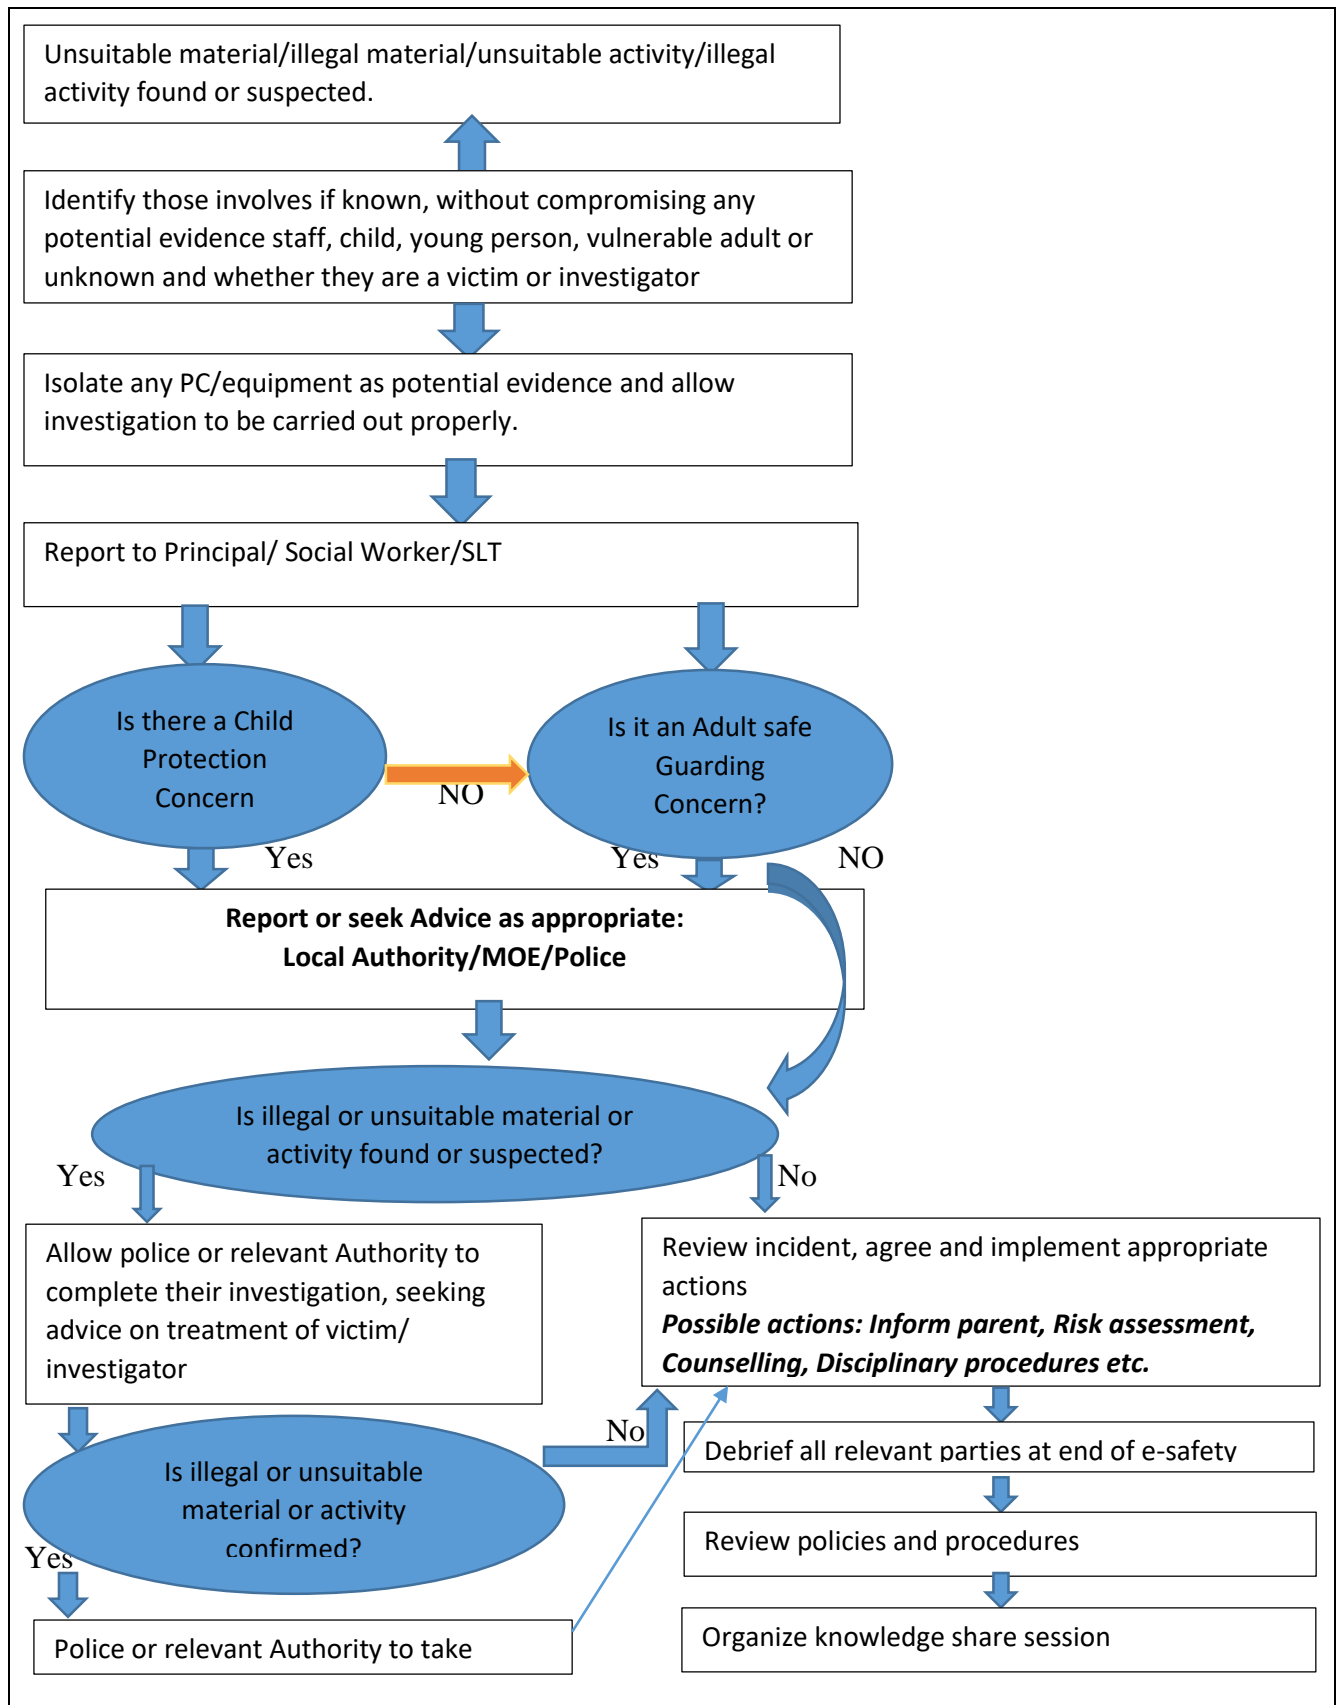 Unsuitable material/illegal material/unsuitable activity/illegal
activity found or suspected.
Identify those involves if known, without compromising any
potential evidence staff, child, young person, vulnerable adult or
unknown and whether they are a victim or investigator
Isolate any PC/equipment as potential evidence and allow
investigation to be carried out properly.
Report to Principal/ Social Worker/SLT
Is there a Child
Protection
Concern
NO
Is it an Adult safe
Guarding
Concern?
Yes
Yes
NO
Report or seek Advice as appropriate:
Local Authority/MOE/Police
Is illegal or unsuitable material or
activity found or suspected?
Yes
No
Allow police or relevant Authority to
complete their investigation, seeking
advice on treatment of victim/
investigator
Review incident, agree and implement appropriate
actions
Possible actions: Inform parent, Risk assessment,
Counselling, Disciplinary procedures etc.
No
Is illegal or unsuitable
material or activity
confirmed?
Yes
Debrief all relevant parties at end of e-safety
Review policies and procedures
Police or relevant Authority to take
Organize knowledge share session